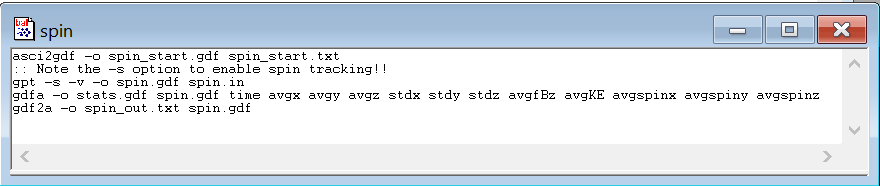 spin
asci2gdf -o spin_start.gdf spin_start.txt
:: Note the -s option to enable spin tracking!!
gpt -s -v -o spin.gdf spin.in
gdfa -o stats.gdf spin.gdf time avgx avgy avgz stdx stdy stdz avgfBz avgKE avgspinx avgspiny avgspinz
gdf2a -o spin_out.txt spin.gdf